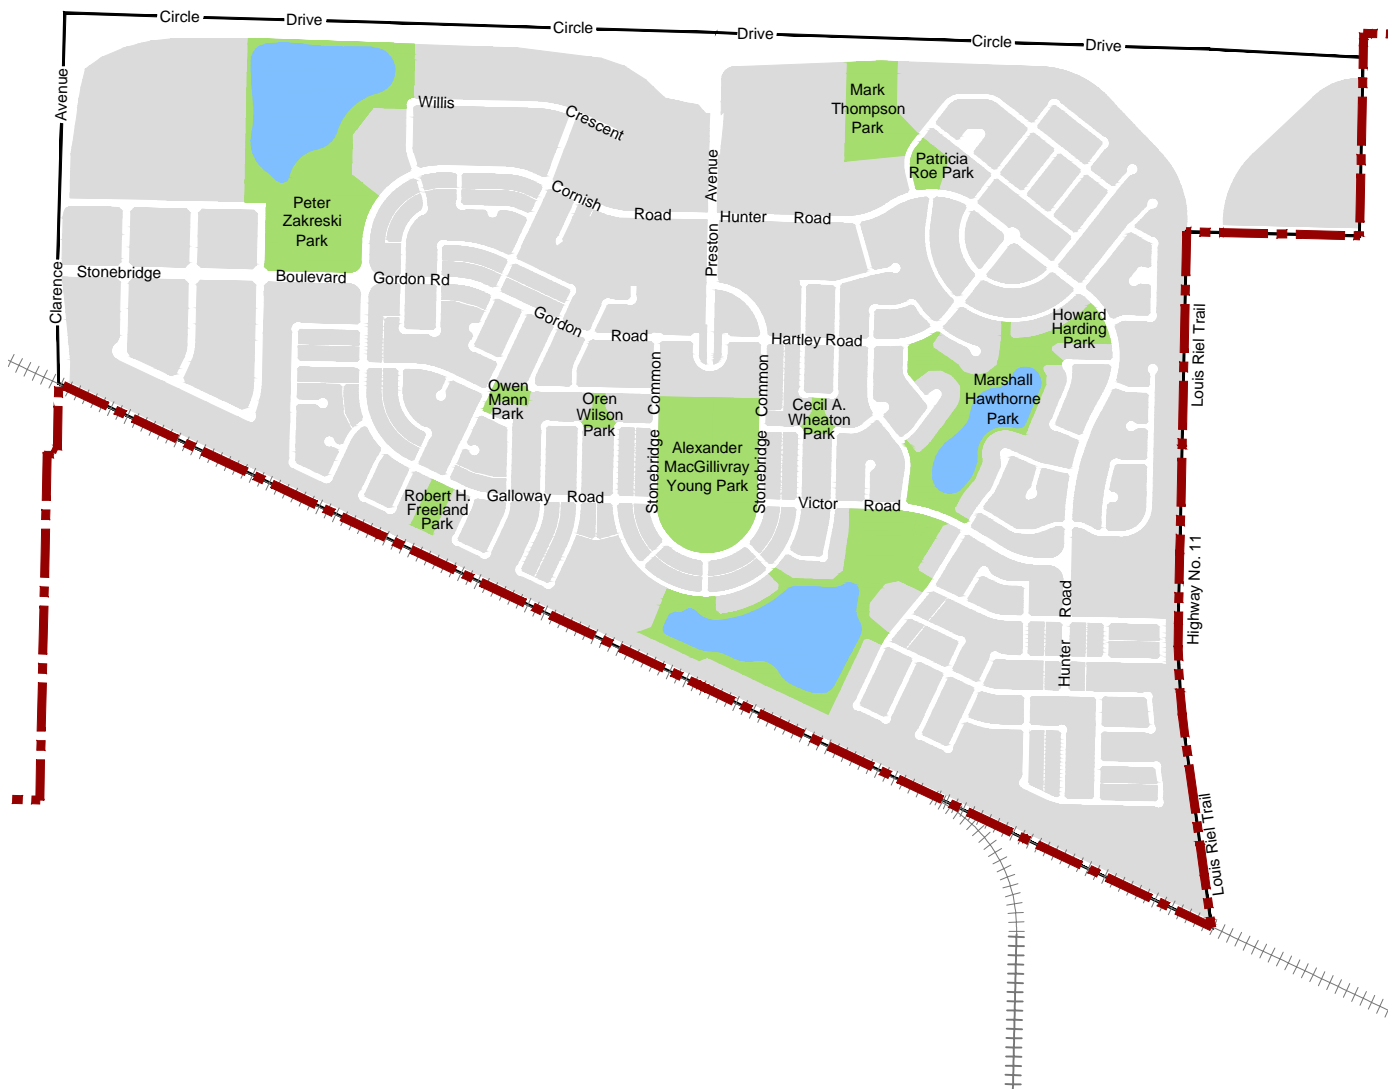 Circle Drive Circle Drive Circle Drive
Avenue
Clarence
Willis
Crescent
Mark
Thompson
Park
Patricia
Roe Park
Avenue
Preston
Cornish
Road
Hunter Road
Peter
Zakreski
Park
Stonebridge
Boulevard
Gordon Rd
Gordon
Road
Hartley Road
Howard
Harding
Park
Louis Riel Trail
Common
Common
Owen
Mann
Park
Oren
Wilson
Park
Cecil A.
Wheaton
Park
Marshall
Hawthorne
Park
Alexander
MacGillivray
Young Park
Stonebridge
Stonebridge
Robert H.
Freeland
Park
Galloway Road
Victor Road
Highway No. 11
Road
Hunter
Louis Riel Trail